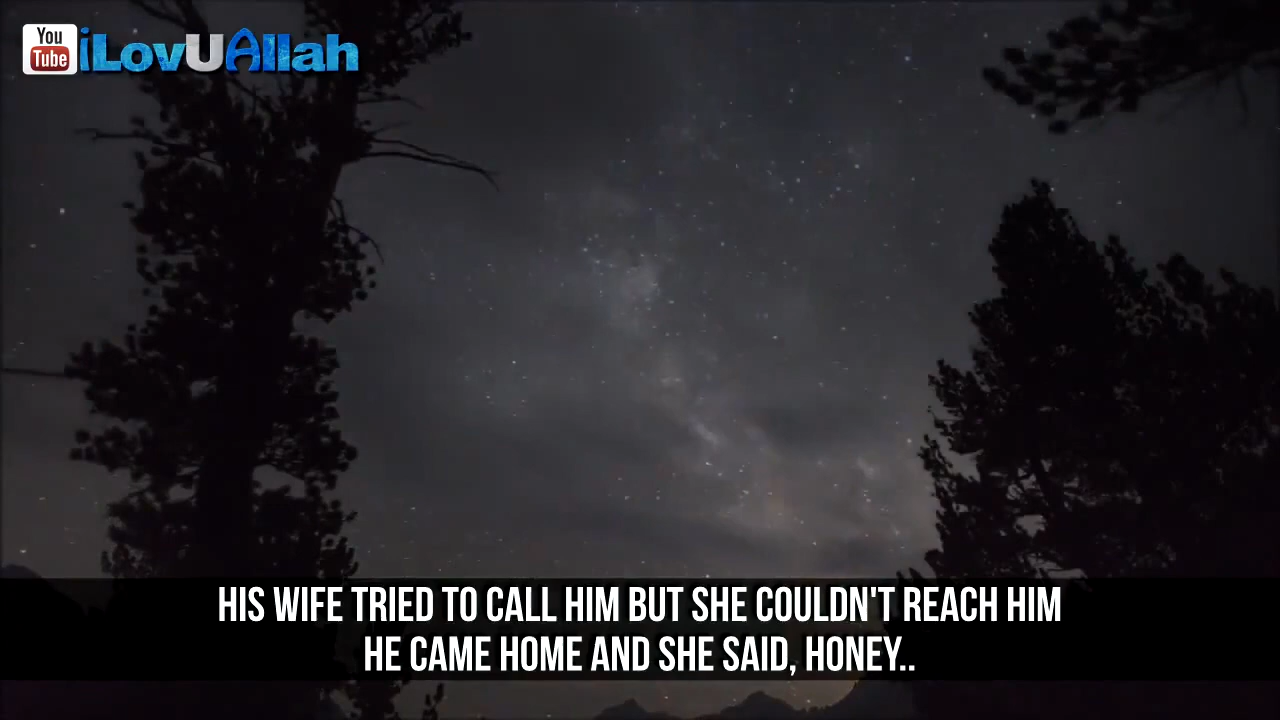 You
Tube iLovUAllah
HIS WIFE TRIED TO CALL HIM BUT SHE COULDN'T REACH HIM
HE CAME HOME AND SHE SAID, HONEY..